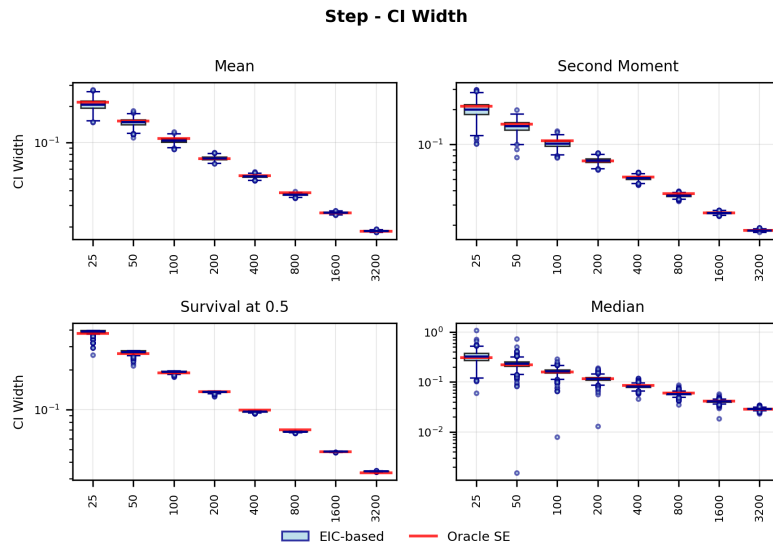 Step - CI Width
Mean
Second Moment
CI Width
10⁻¹
10⁻¹
25 50 100 200 400 800 1600 3200
25 50 100 200 400 800 1600 3200
Survival at 0.5
Median
CI Width
10⁻¹
10⁰
10⁻¹
10⁻²
25 50 100 200 400 800 1600 3200
25 50 100 200 400 800 1600 3200
EIC-based Oracle SE